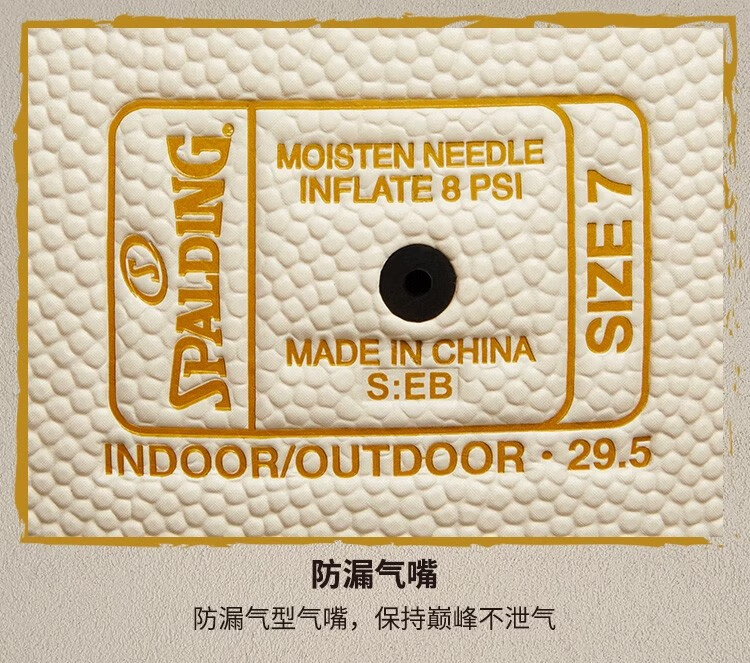 SPALDING®
MOISTEN NEEDLE
INFLATE 8 PSI
MADE IN CHINA
S:EB
SIZE 7
INDOOR/OUTDOOR • 29.5
防漏气嘴
防漏气型气嘴，保持巅峰不泄气